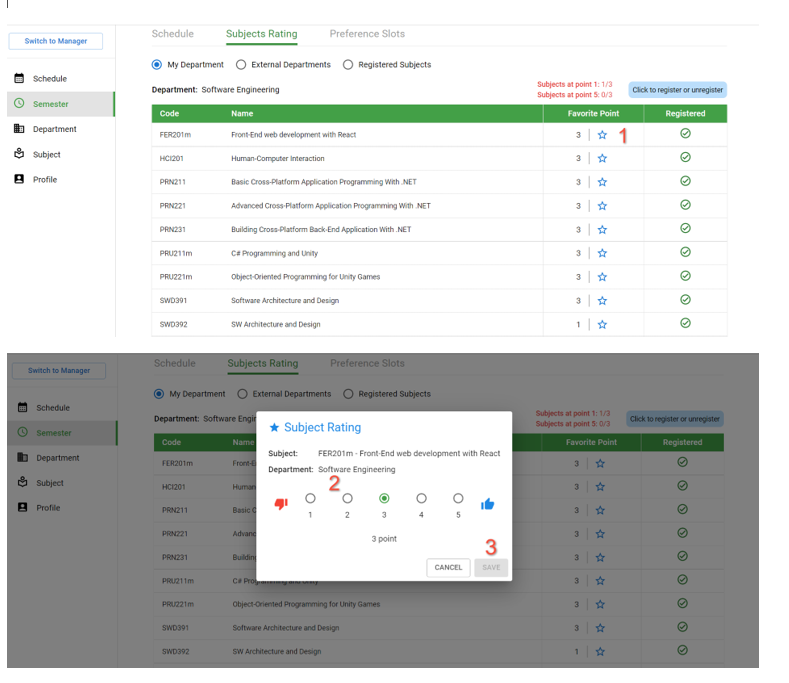 Schedule Subjects Rating Preference Slots
Switch to Manager
My Department External Departments Registered Subjects
Schedule
Semester
Department
Subject
Profile
Department: Software Engineering
Subjects at point 1: 1/3
Subjects at point 5: 0/3
Click to register or unregister
Code Name Favorite Point Registered
FER201m Front-End web development with React 3 1
HCI201 Human-Computer Interaction 3
PRN211 Basic Cross-Platform Application Programming With .NET 3
PRN221 Advanced Cross-Platform Application Programming With .NET 3
PRN231 Building Cross-Platform Back-End Application With .NET 3
PRU211m C# Programming and Unity 3
PRU221m Object-Oriented Programming for Unity Games 3
SWD391 Software Architecture and Design 3
SWD392 SW Architecture and Design 1
Schedule Subjects Rating Preference Slots
Switch to Manager
My Department External Departments Registered Subjects
Schedule
Semester
Department
Subject
Profile
Department: Software Engin
Subjects at point 1: 1/3
Subjects at point 5: 0/3
Click to register or unregister
Code Name Favorite Point Registered
FER201m Front-E 3
HCI201 Human 3
PRN211 Basic C 3
PRN221 Advanc 3
PRN231 Building 3
PRU211m C# Programming and Unity 3
PRU221m Object-Oriented Programming for Unity Games 3
SWD391 Software Architecture and Design 3
SWD392 SW Architecture and Design 1
Subject Rating
Subject: FER201m - Front-End web development with React
Department: Software Engineering
2
1 2 3 4 5
3 point
3
CANCEL SAVE